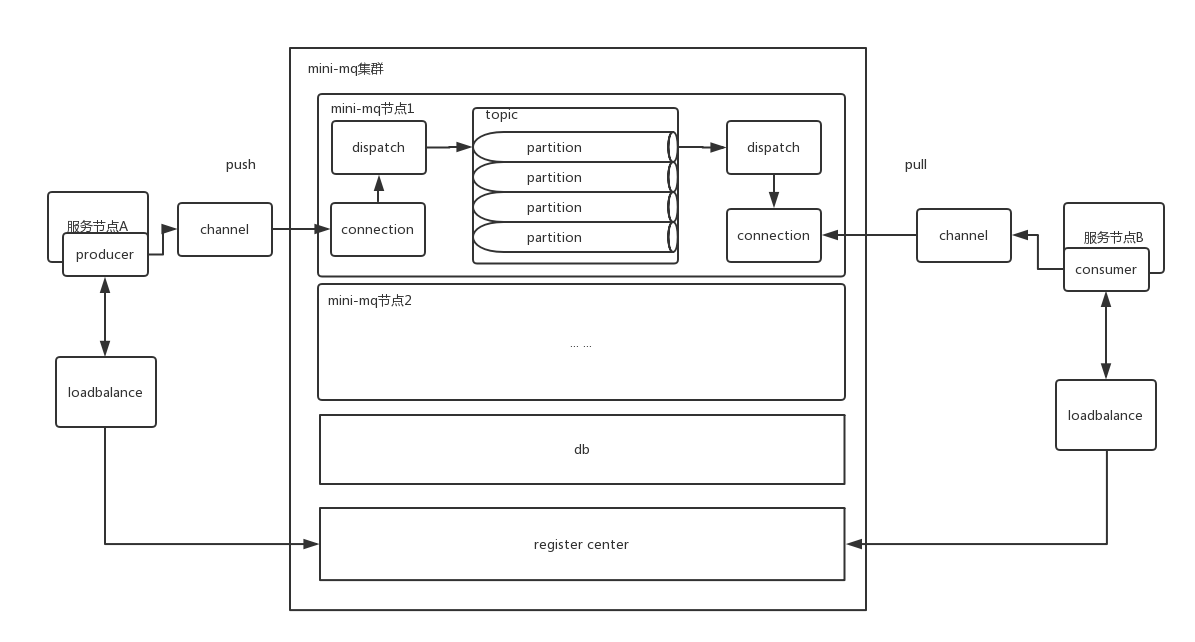 mini-mq集群
mini-mq节点1
topic
dispatch
partition
dispatch
push
pull
partition
partition
服务节点A
channel
connection
partition
connection
channel
服务节点B
producer
consumer
mini-mq节点2
... ...
loadbalance
loadbalance
db
register center